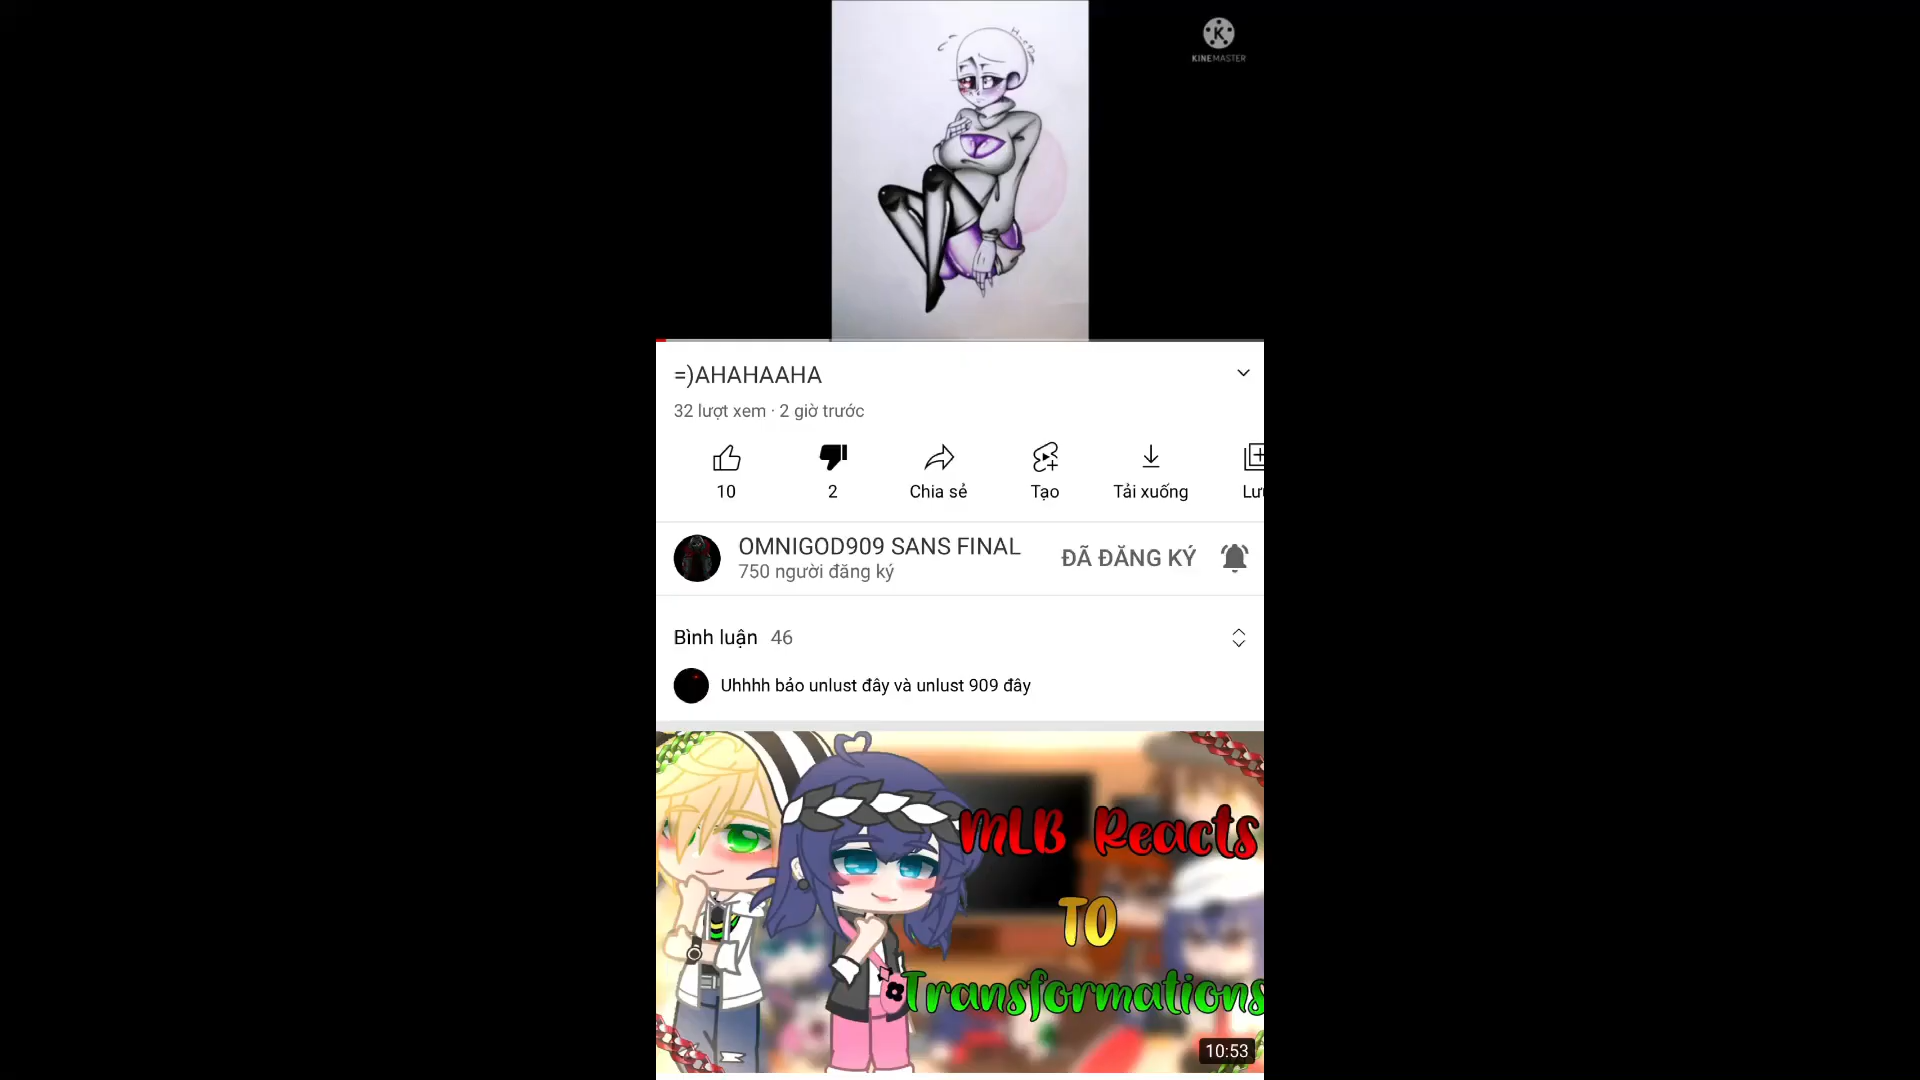 KINEMASTER
=)AHAHAAHA
32 lượt xem · 2 giờ trước
10
2
Chia sẻ
Tạo
Tải xuống
OMNIGOD909 SANS FINAL
750 người đăng ký
ĐÃ ĐĂNG KÝ
Bình luận 46
Uhhhh bảo unlust đây và unlust 909 đây
MLB Reacts
TO
Transformations
10:53